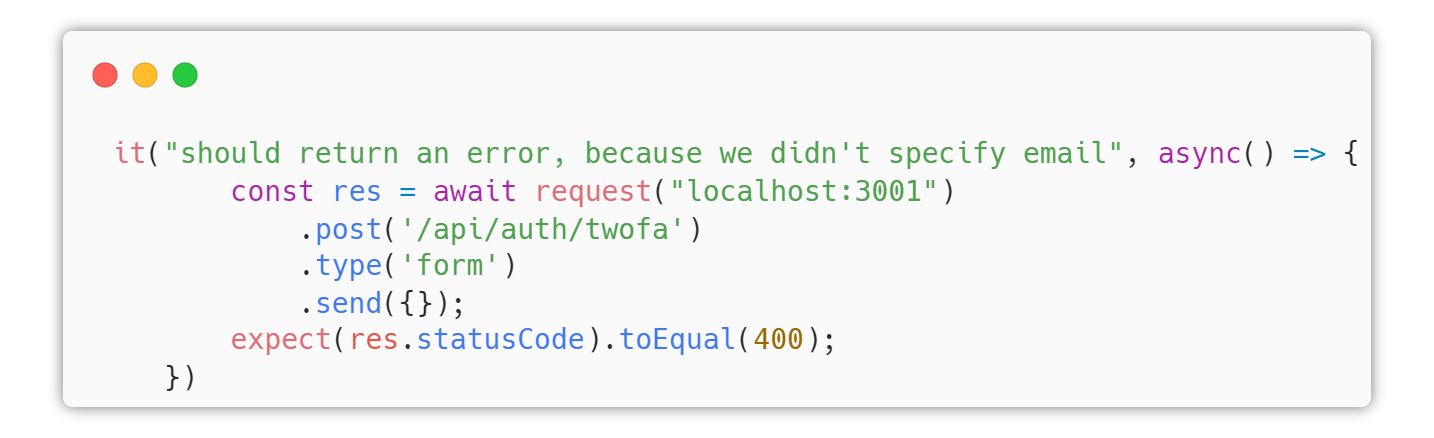 it("should return an error, because we didn't specify email", async() => {
const res = await request("localhost:3001")
.post('/api/auth/twofa')
.type('form')
.send({});
expect(res.statusCode).toEqual(400);
})